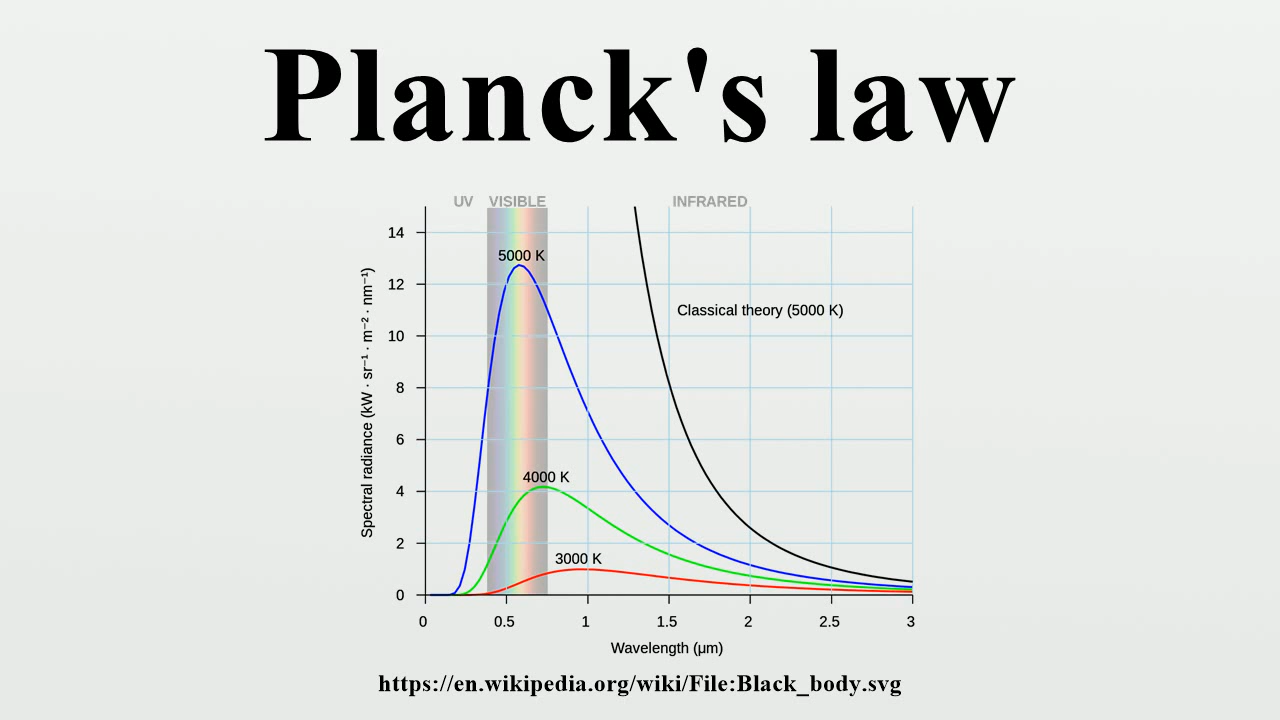 Planck's law
UV VISIBLE INFRARED
14
5000 K
12
Classical theory (5000 K)
10
8
6
4000 K
4
2
3000 K
0
Spectral radiance (kW · sr⁻¹ · m⁻² · nm⁻¹)
0 0.5 1 1.5 2 2.5 3
Wavelength (μm)
https://en.wikipedia.org/wiki/File:Black_body.svg